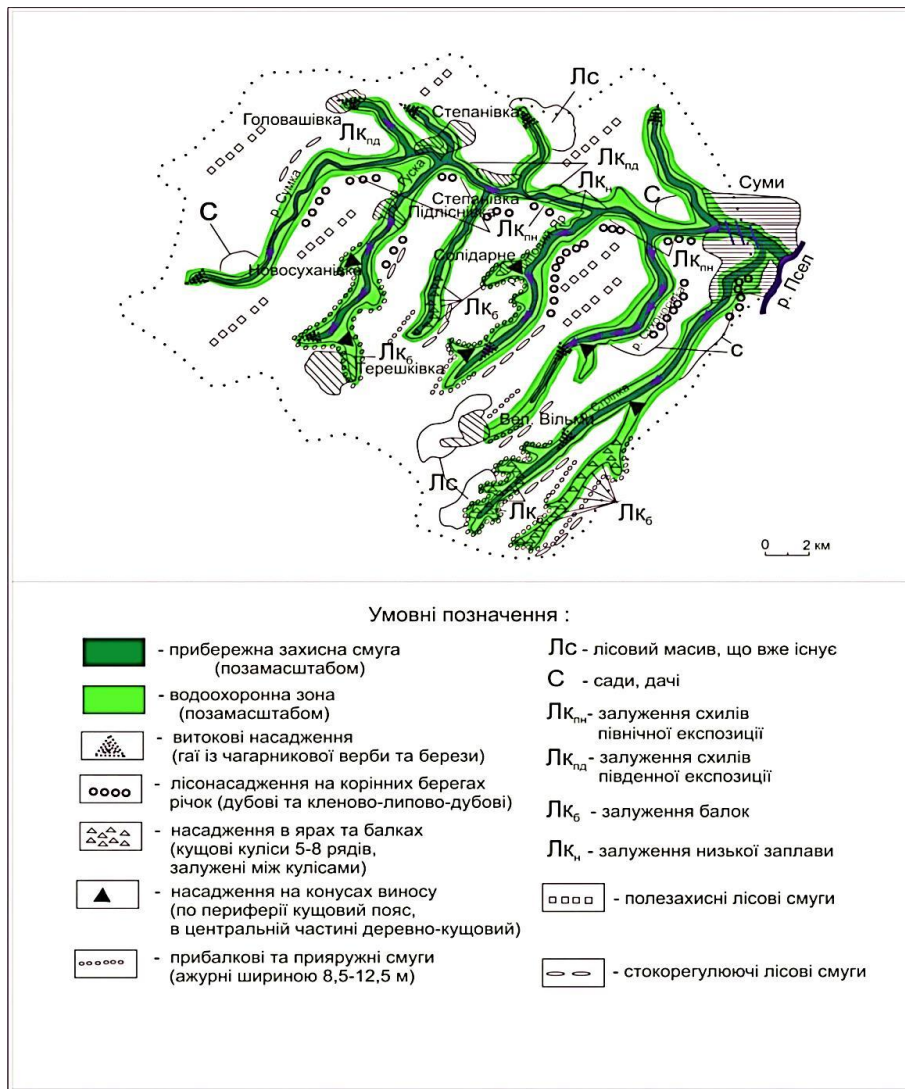 Лс
Головашівка
Степанівка
Лкпд
Лкпд
р. Сумка
Лкн
С
Суми
С
Степанівка
Підліснівка
Лкпн
Лкпн
р. Псел
Новосуханівка
Солідарне
Лкб
Лкб
Терешківка
С
Вел. Вільми
Стрілка
Лс
Лкб
0 2 км
Умовні позначення :
- прибережна захисна смуга
(позамасштабом)
- водоохоронна зона
(позамасштабом)
- витокові насадження
(гаї із чагарникової верби та берези)
- лісонасадження на корінних берегах
річок (дубові та кленово-липово-дубові)
- насадження в ярах та балках
(кущові куліси 5-8 рядів,
залужені між кулісами)
- насадження на конусах виносу
(по периферії кущовий пояс,
в центральній частині деревно-кущовий)
- прибалкові та прияружні смуги
(ажурні шириною 8,5-12,5 м)
Лс - лісовий масив, що вже існує
С - сади, дачі
Лкпн - залуження схилів
північної експозиції
Лкпд - залуження схилів
південної експозиції
Лкб - залуження балок
Лкн - залуження низької заплави
- полезахисні лісові смуги
- стокорегулюючі лісові смуги